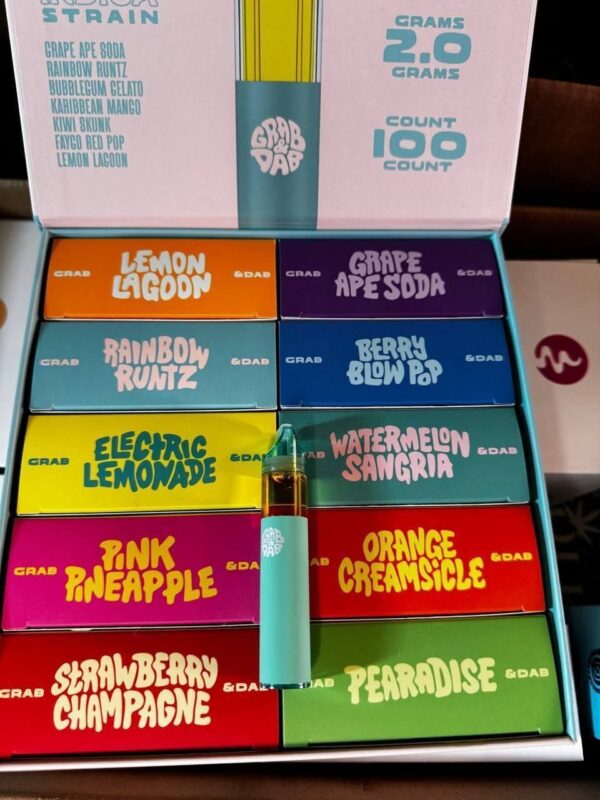 INDICA
STRAIN
GRAPE APE SODA
RAINBOW RUNTZ
BUBBLEGUM GELATO
KARIBBEAN MANGO
KIWI SKUNK
FAYGO RED POP
LEMON LAGOON
GRAB
&
DAB
GRAMS
2.0
GRAMS
COUNT
100
COUNT
GRAB LEMON LAGOON &DAB
GRAB GRAPE APE SODA &DAB
GRAB RAINBOW RUNTZ &DAB
GRAB BERRY BLOW POP &DAB
GRAB ELECTRIC LEMONADE &DAB
WATERMELON SANGRIA &DAB
GRAB PINK PINEAPPLE &DA
ORANGE CREAMSICLE &DAB
GRAB STRAWBERRY CHAMPAGNE &DAB
PEARADISE &DAB
GRAB
&
DAB